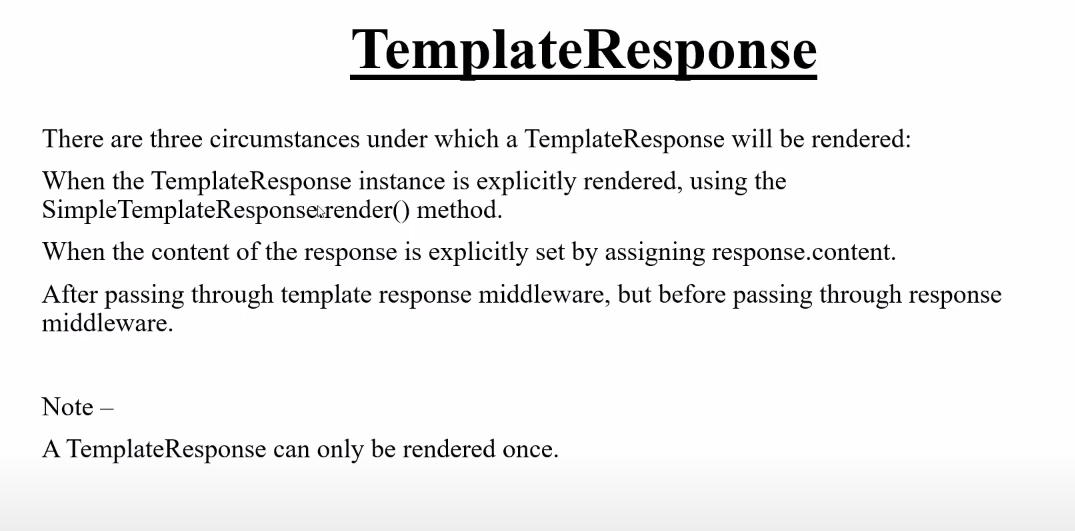 TemplateResponse
There are three circumstances under which a TemplateResponse will be rendered:
When the TemplateResponse instance is explicitly rendered, using the
SimpleTemplateResponse.render() method.
When the content of the response is explicitly set by assigning response.content.
After passing through template response middleware, but before passing through response
middleware.
Note –
A TemplateResponse can only be rendered once.